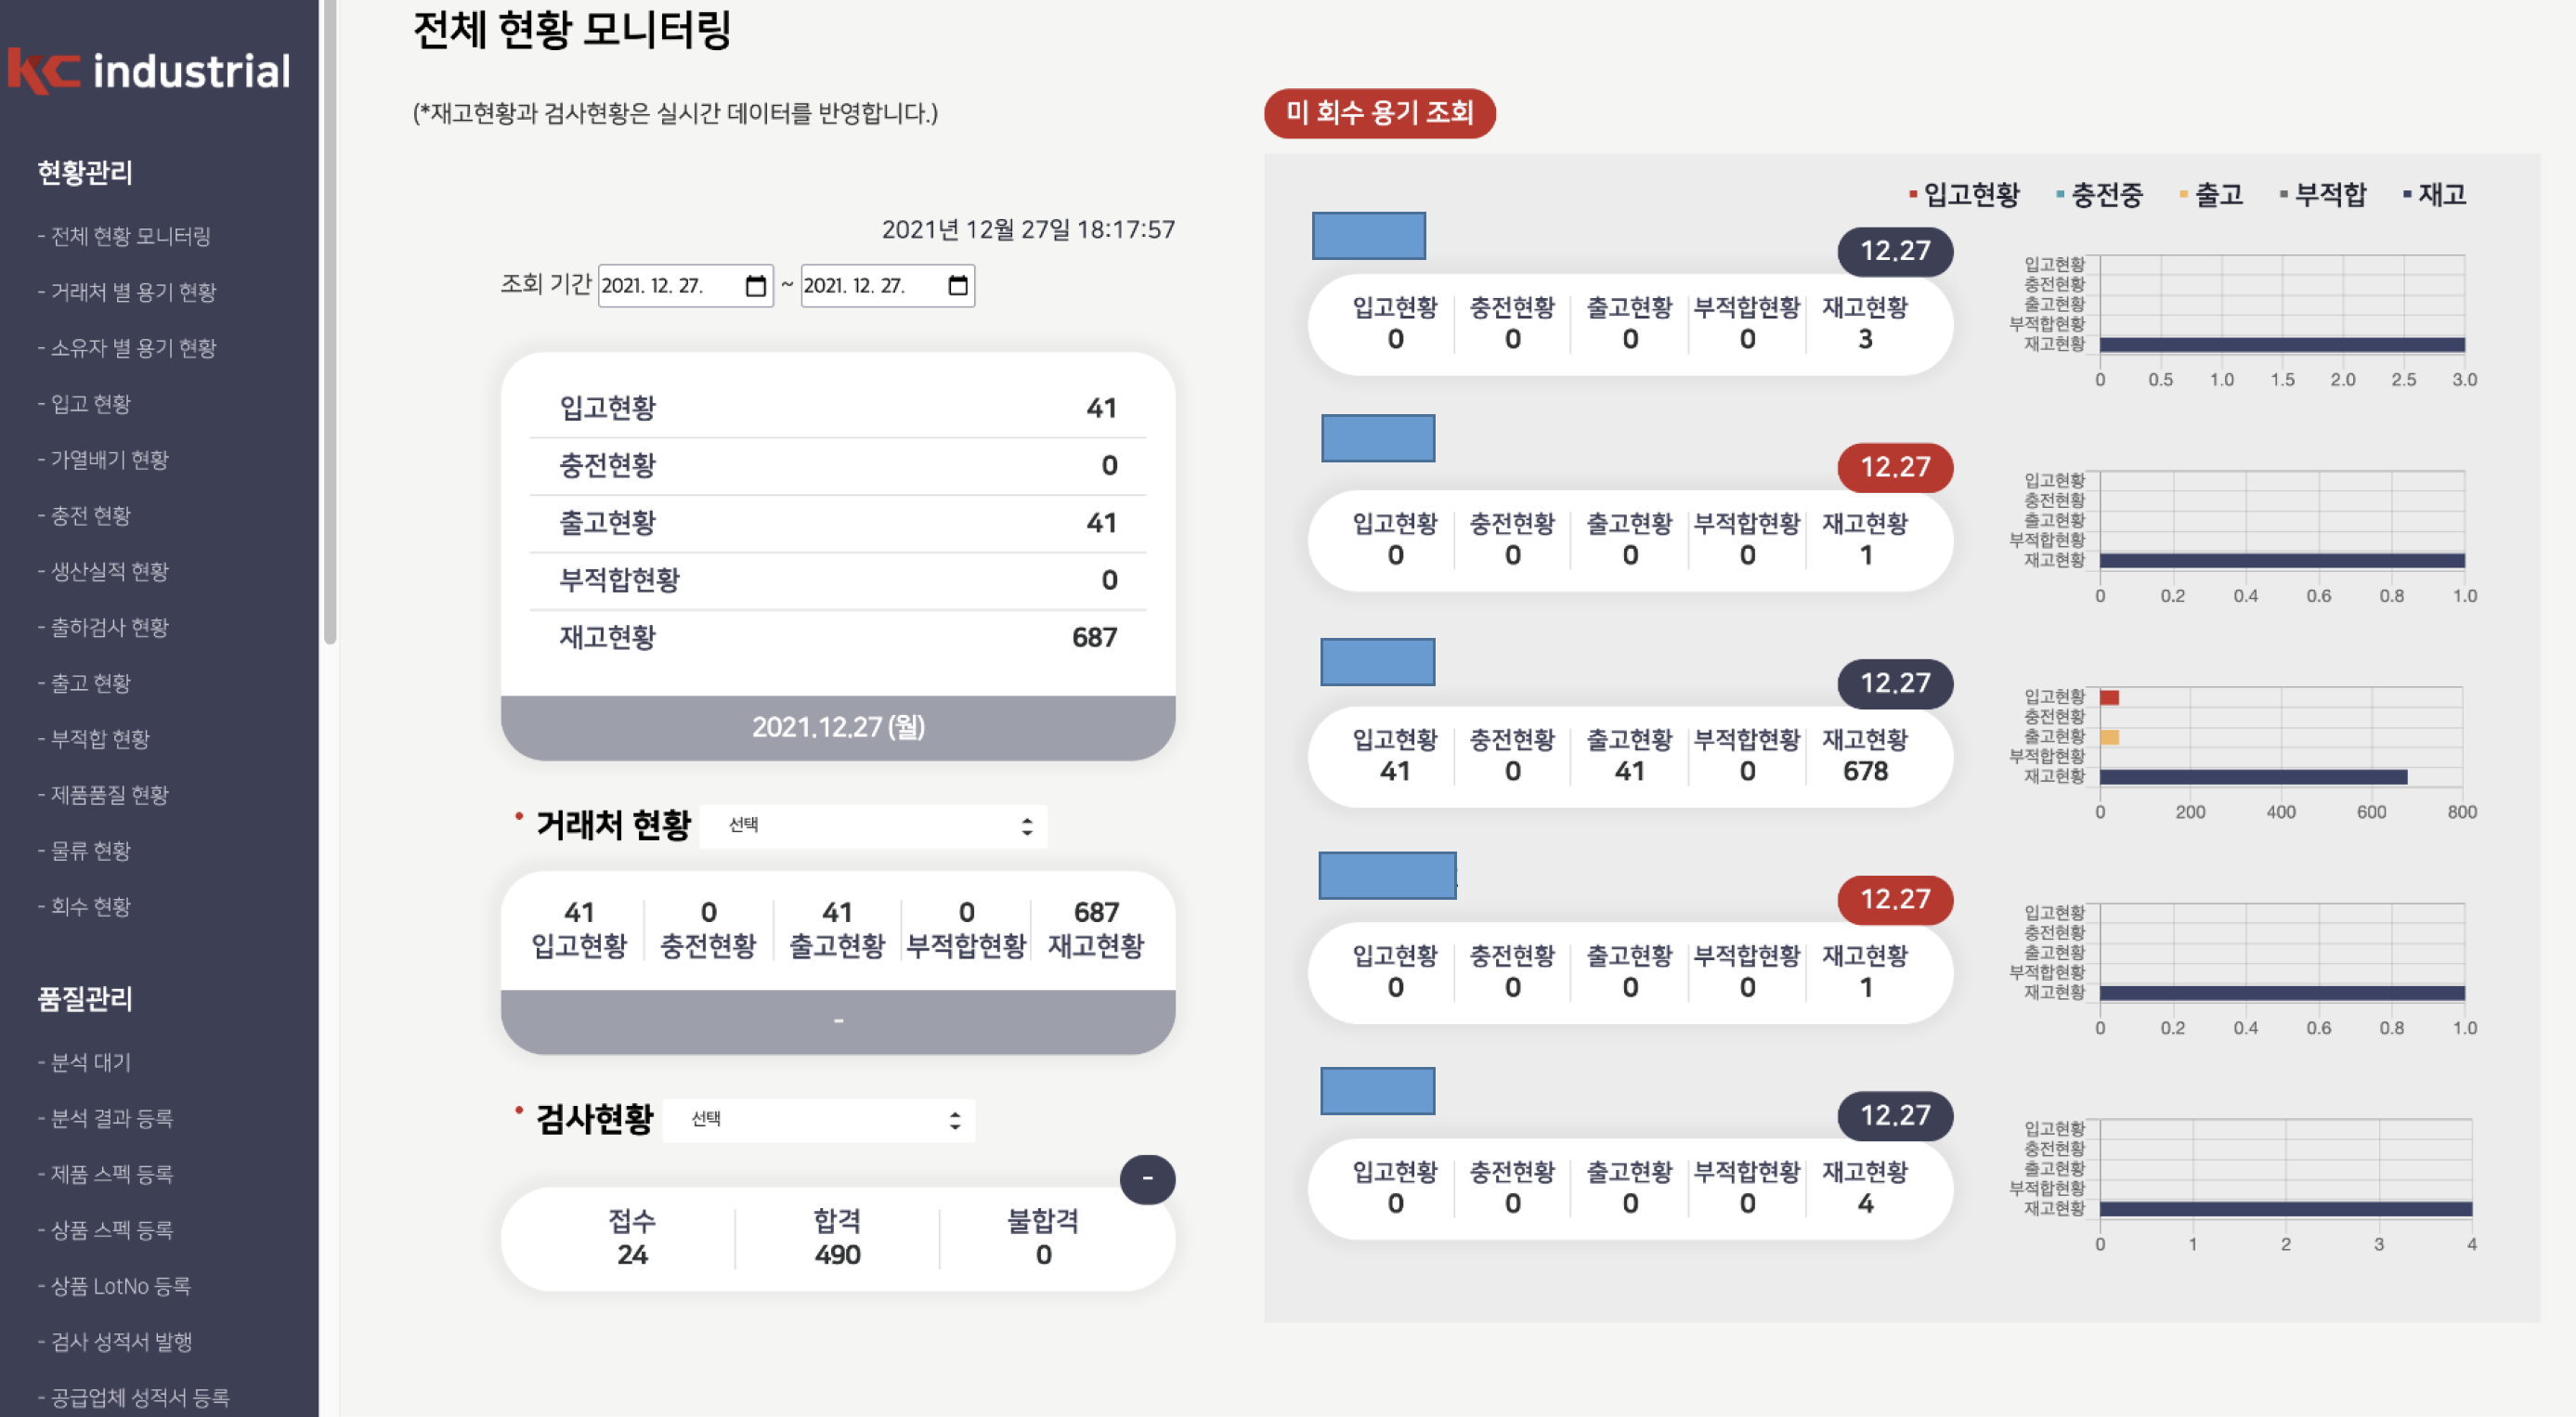 kc industrial
현황관리
- 전체 현황 모니터링
- 거래처 별 용기 현황
- 소유자 별 용기 현황
- 입고 현황
- 가열배기 현황
- 충전 현황
- 생산실적 현황
- 출하검사 현황
- 출고 현황
- 부적합 현황
- 제품품질 현황
- 물류 현황
- 회수 현황
품질관리
- 분석 대기
- 분석 결과 등록
- 제품 스펙 등록
- 상품 스펙 등록
- 상품 LotNo 등록
- 검사 성적서 발행
- 공급업체 성적서 등록
전체 현황 모니터링
(*재고현황과 검사현황은 실시간 데이터를 반영합니다.)
2021년 12월 27일 18:17:57
조회 기간 2021. 12. 27. ~ 2021. 12. 27.
입고현황 41
충전현황 0
출고현황 41
부적합현황 0
재고현황 687
2021.12.27 (월)
• 거래처 현황 선택
41 0 41 0 687
입고현황 충전현황 출고현황 부적합현황 재고현황
-
• 검사현황 선택
-
접수 합격 불합격
24 490 0
미 회수 용기 조회
입고현황 충전중 출고 부적합 재고
12.27
입고현황 충전현황 출고현황 부적합현황 재고현황
0 0 0 0 3
입고현황
충전현황
출고현황
부적합현황
재고현황
0 0.5 1.0 1.5 2.0 2.5 3.0
12.27
입고현황 충전현황 출고현황 부적합현황 재고현황
0 0 0 0 1
입고현황
충전현황
출고현황
부적합현황
재고현황
0 0.2 0.4 0.6 0.8 1.0
12.27
입고현황 충전현황 출고현황 부적합현황 재고현황
41 0 41 0 678
입고현황
충전현황
출고현황
부적합현황
재고현황
0 200 400 600 800
12.27
입고현황 충전현황 출고현황 부적합현황 재고현황
0 0 0 0 1
입고현황
충전현황
출고현황
부적합현황
재고현황
0 0.2 0.4 0.6 0.8 1.0
12.27
입고현황 충전현황 출고현황 부적합현황 재고현황
0 0 0 0 4
입고현황
충전현황
출고현황
부적합현황
재고현황
0 1 2 3 4